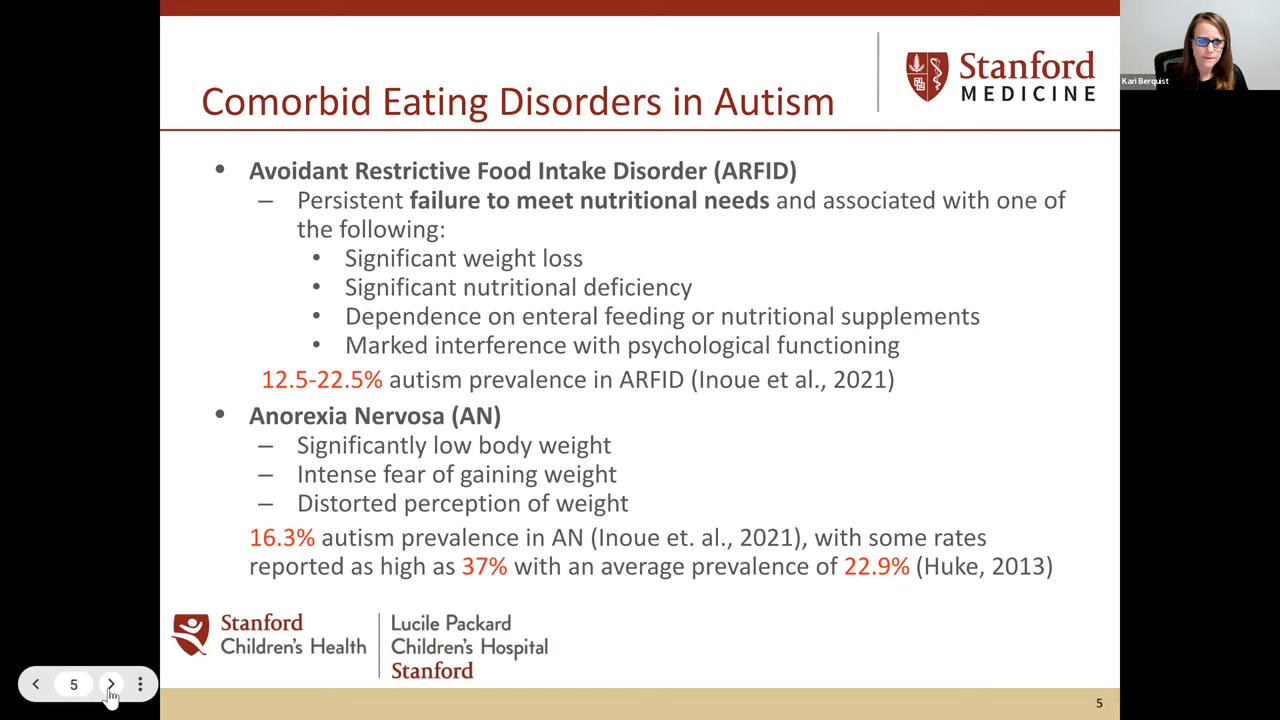 Comorbid Eating Disorders in Autism
Stanford
MEDICINE
Kari Berquist
• Avoidant Restrictive Food Intake Disorder (ARFID)
– Persistent failure to meet nutritional needs and associated with one of
the following:
• Significant weight loss
• Significant nutritional deficiency
• Dependence on enteral feeding or nutritional supplements
• Marked interference with psychological functioning
12.5-22.5% autism prevalence in ARFID (Inoue et al., 2021)
• Anorexia Nervosa (AN)
– Significantly low body weight
– Intense fear of gaining weight
– Distorted perception of weight
16.3% autism prevalence in AN (Inoue et. al., 2021), with some rates
reported as high as 37% with an average prevalence of 22.9% (Huke, 2013)
Stanford
Children's Health
Lucile Packard
Children's Hospital
Stanford
5
5